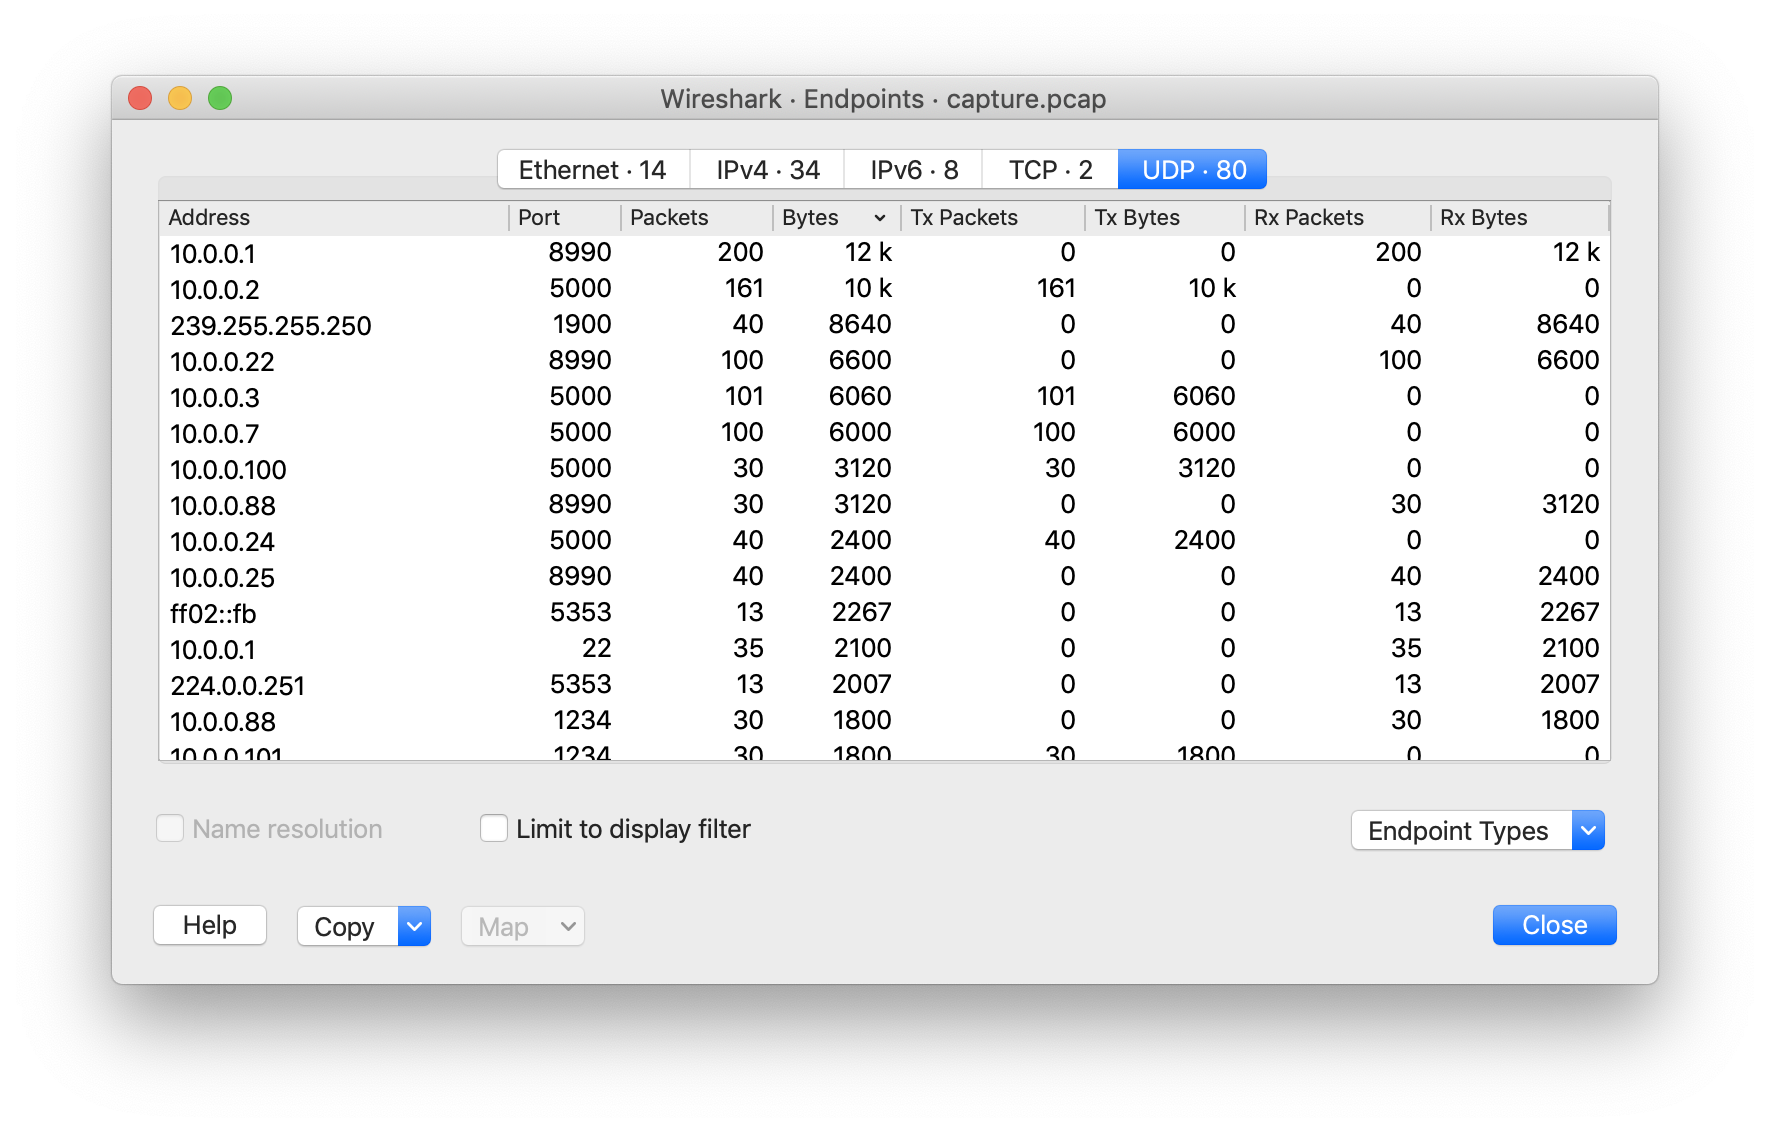 Wireshark · Endpoints · capture.pcap
Ethernet · 14 IPv4 · 34 IPv6 · 8 TCP · 2 UDP · 80
Address Port Packets Bytes Tx Packets Tx Bytes Rx Packets Rx Bytes
10.0.0.1 8990 200 12 k 0 0 200 12 k
10.0.0.2 5000 161 10 k 161 10 k 0 0
239.255.255.250 1900 40 8640 0 0 40 8640
10.0.0.22 8990 100 6600 0 0 100 6600
10.0.0.3 5000 101 6060 101 6060 0 0
10.0.0.7 5000 100 6000 100 6000 0 0
10.0.0.100 5000 30 3120 30 3120 0 0
10.0.0.88 8990 30 3120 0 0 30 3120
10.0.0.24 5000 40 2400 40 2400 0 0
10.0.0.25 8990 40 2400 0 0 40 2400
ff02::fb 5353 13 2267 0 0 13 2267
10.0.0.1 22 35 2100 0 0 35 2100
224.0.0.251 5353 13 2007 0 0 13 2007
10.0.0.88 1234 30 1800 0 0 30 1800
10.0.0.101 1234 30 1800 30 1800 0 0
Name resolution Limit to display filter Endpoint Types
Help Copy Map Close